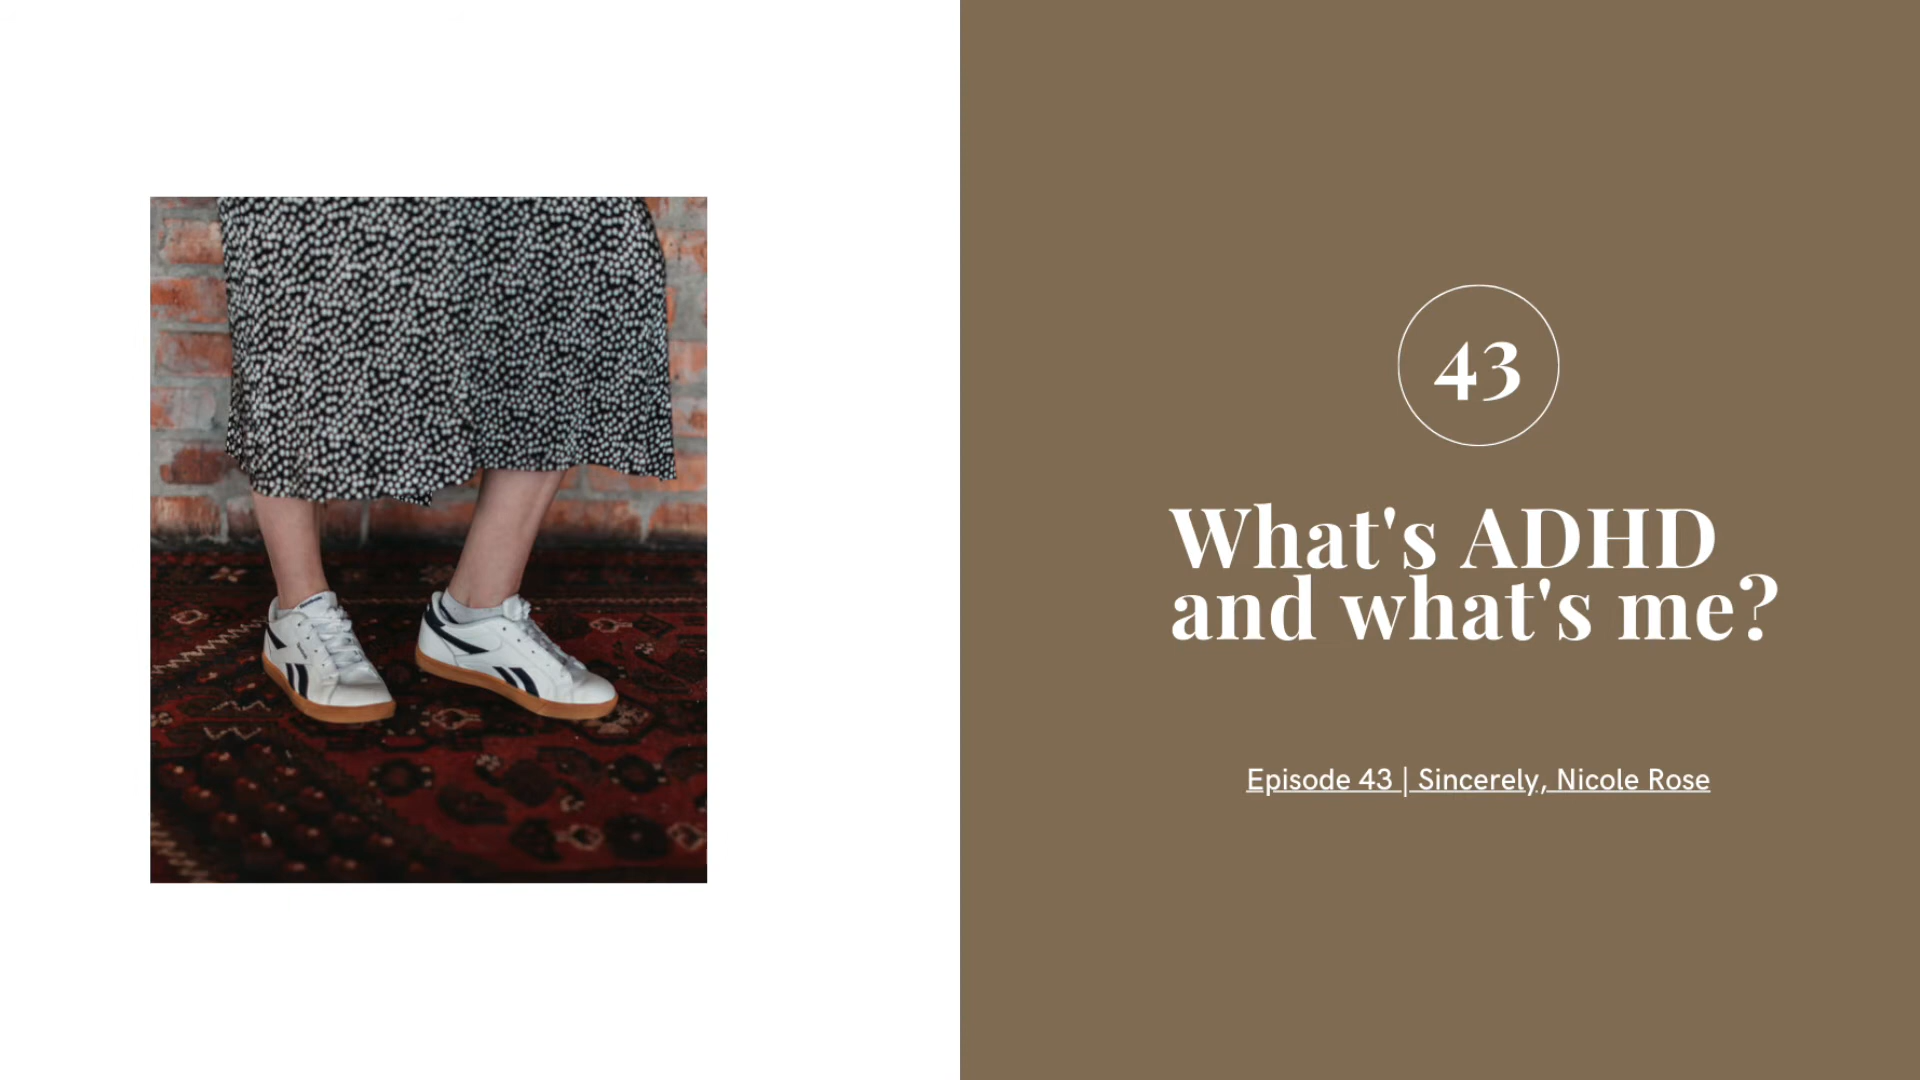 43
What's ADHD
and what's me?
Episode 43 | Sincerely, Nicole Rose